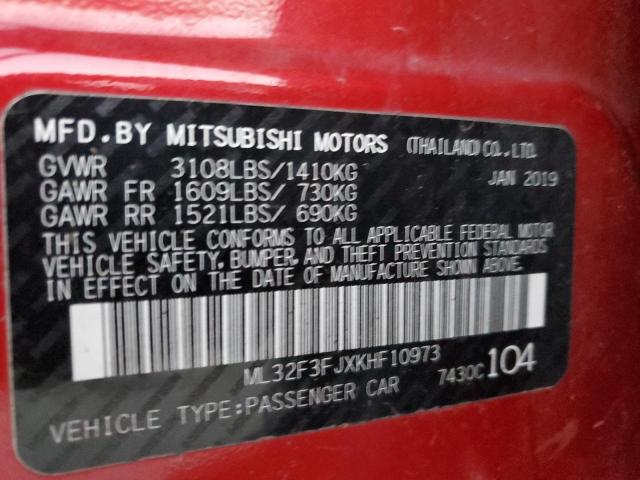 MFD. BY MITSUBISHI MOTORS (THAILAND) CO., LTD.
GVWR 3108LBS/1410KG JAN 2019
GAWR FR 1609LBS/ 730KG
GAWR RR 1521LBS/ 690KG
THIS VEHICLE CONFORMS TO ALL APPLICABLE FEDERAL MOTOR
VEHICLE SAFETY, BUMPER, AND THEFT PREVENTION STANDARDS
IN EFFECT ON THE DATE OF MANUFACTURE SHOWN ABOVE.
ML32F3FJXKHF10973
7430C 104
VEHICLE TYPE:PASSENGER CAR